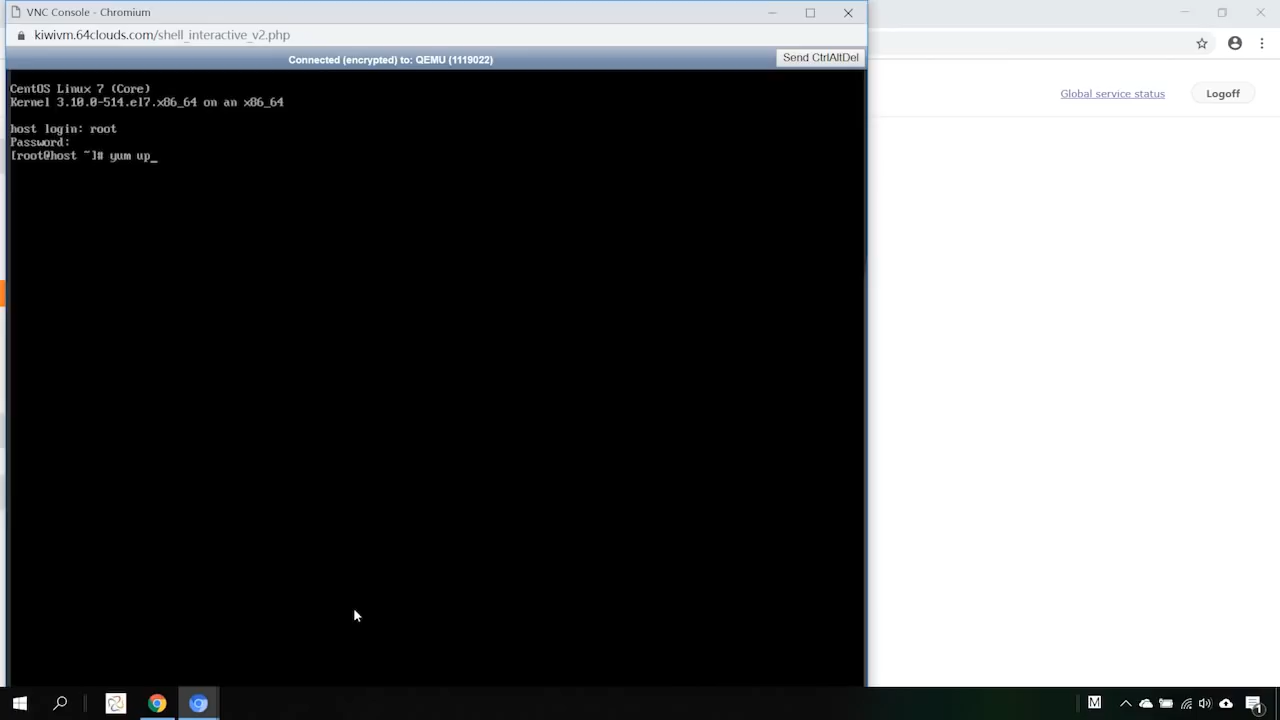 VNC Console - Chromium
kiwivm.64clouds.com/shell_interactive_v2.php
Connected (encrypted) to: QEMU (1119022)
Send CtrlAltDel
CentOS Linux 7 (Core)
Kernel 3.10.0-514.el7.x86_64 on an x86_64
host login: root
Password:
[root@host ~]# yum up_
Global service status
Logoff
M
1